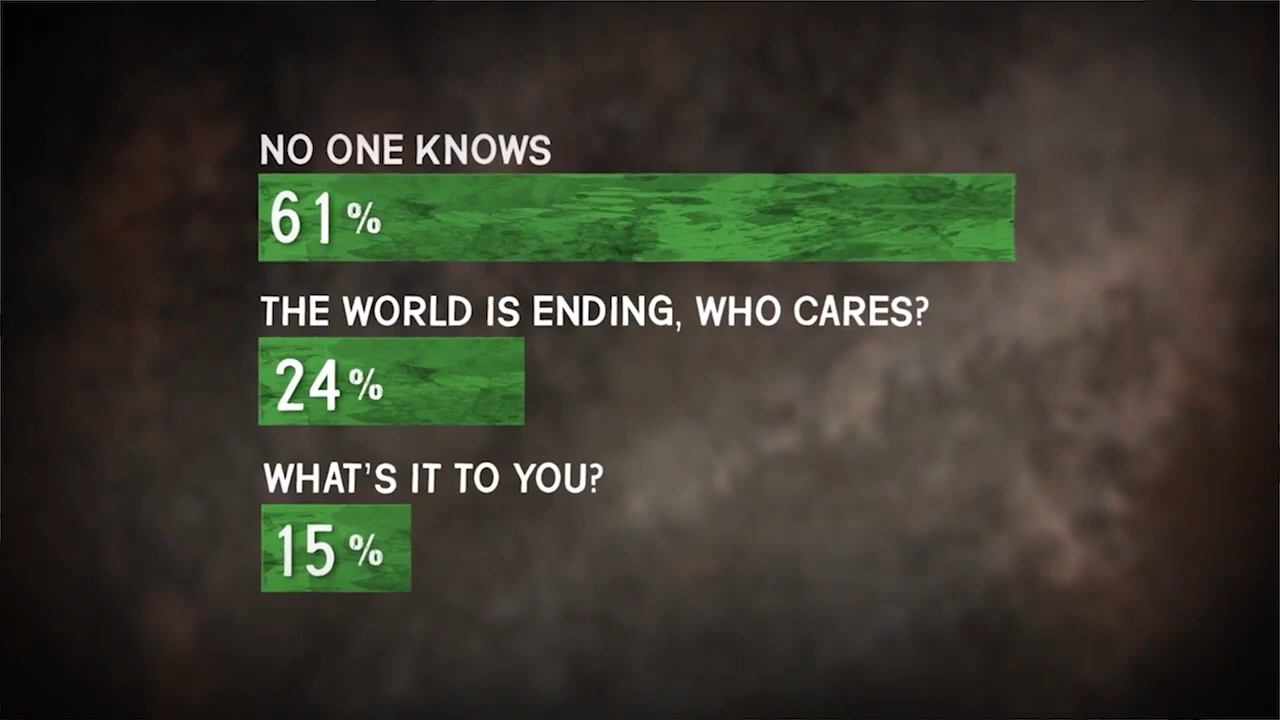 NO ONE KNOWS
61%
THE WORLD IS ENDING, WHO CARES?
24%
WHAT'S IT TO YOU?
15%